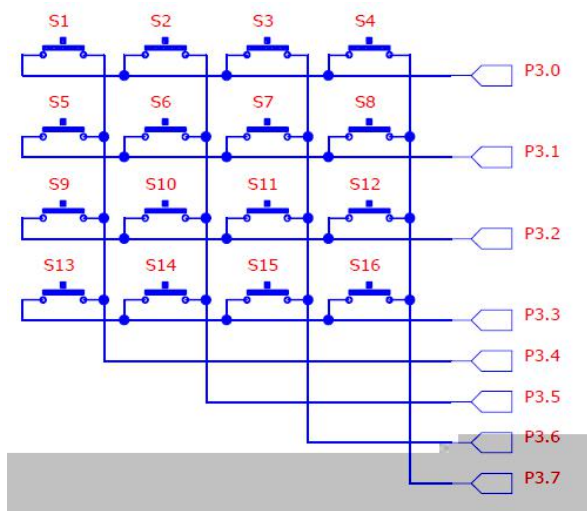 S1 S2 S3 S4
P3.0
S5 S6 S7 S8
P3.1
S9 S10 S11 S12
P3.2
S13 S14 S15 S16
P3.3
P3.4
P3.5
P3.6
P3.7